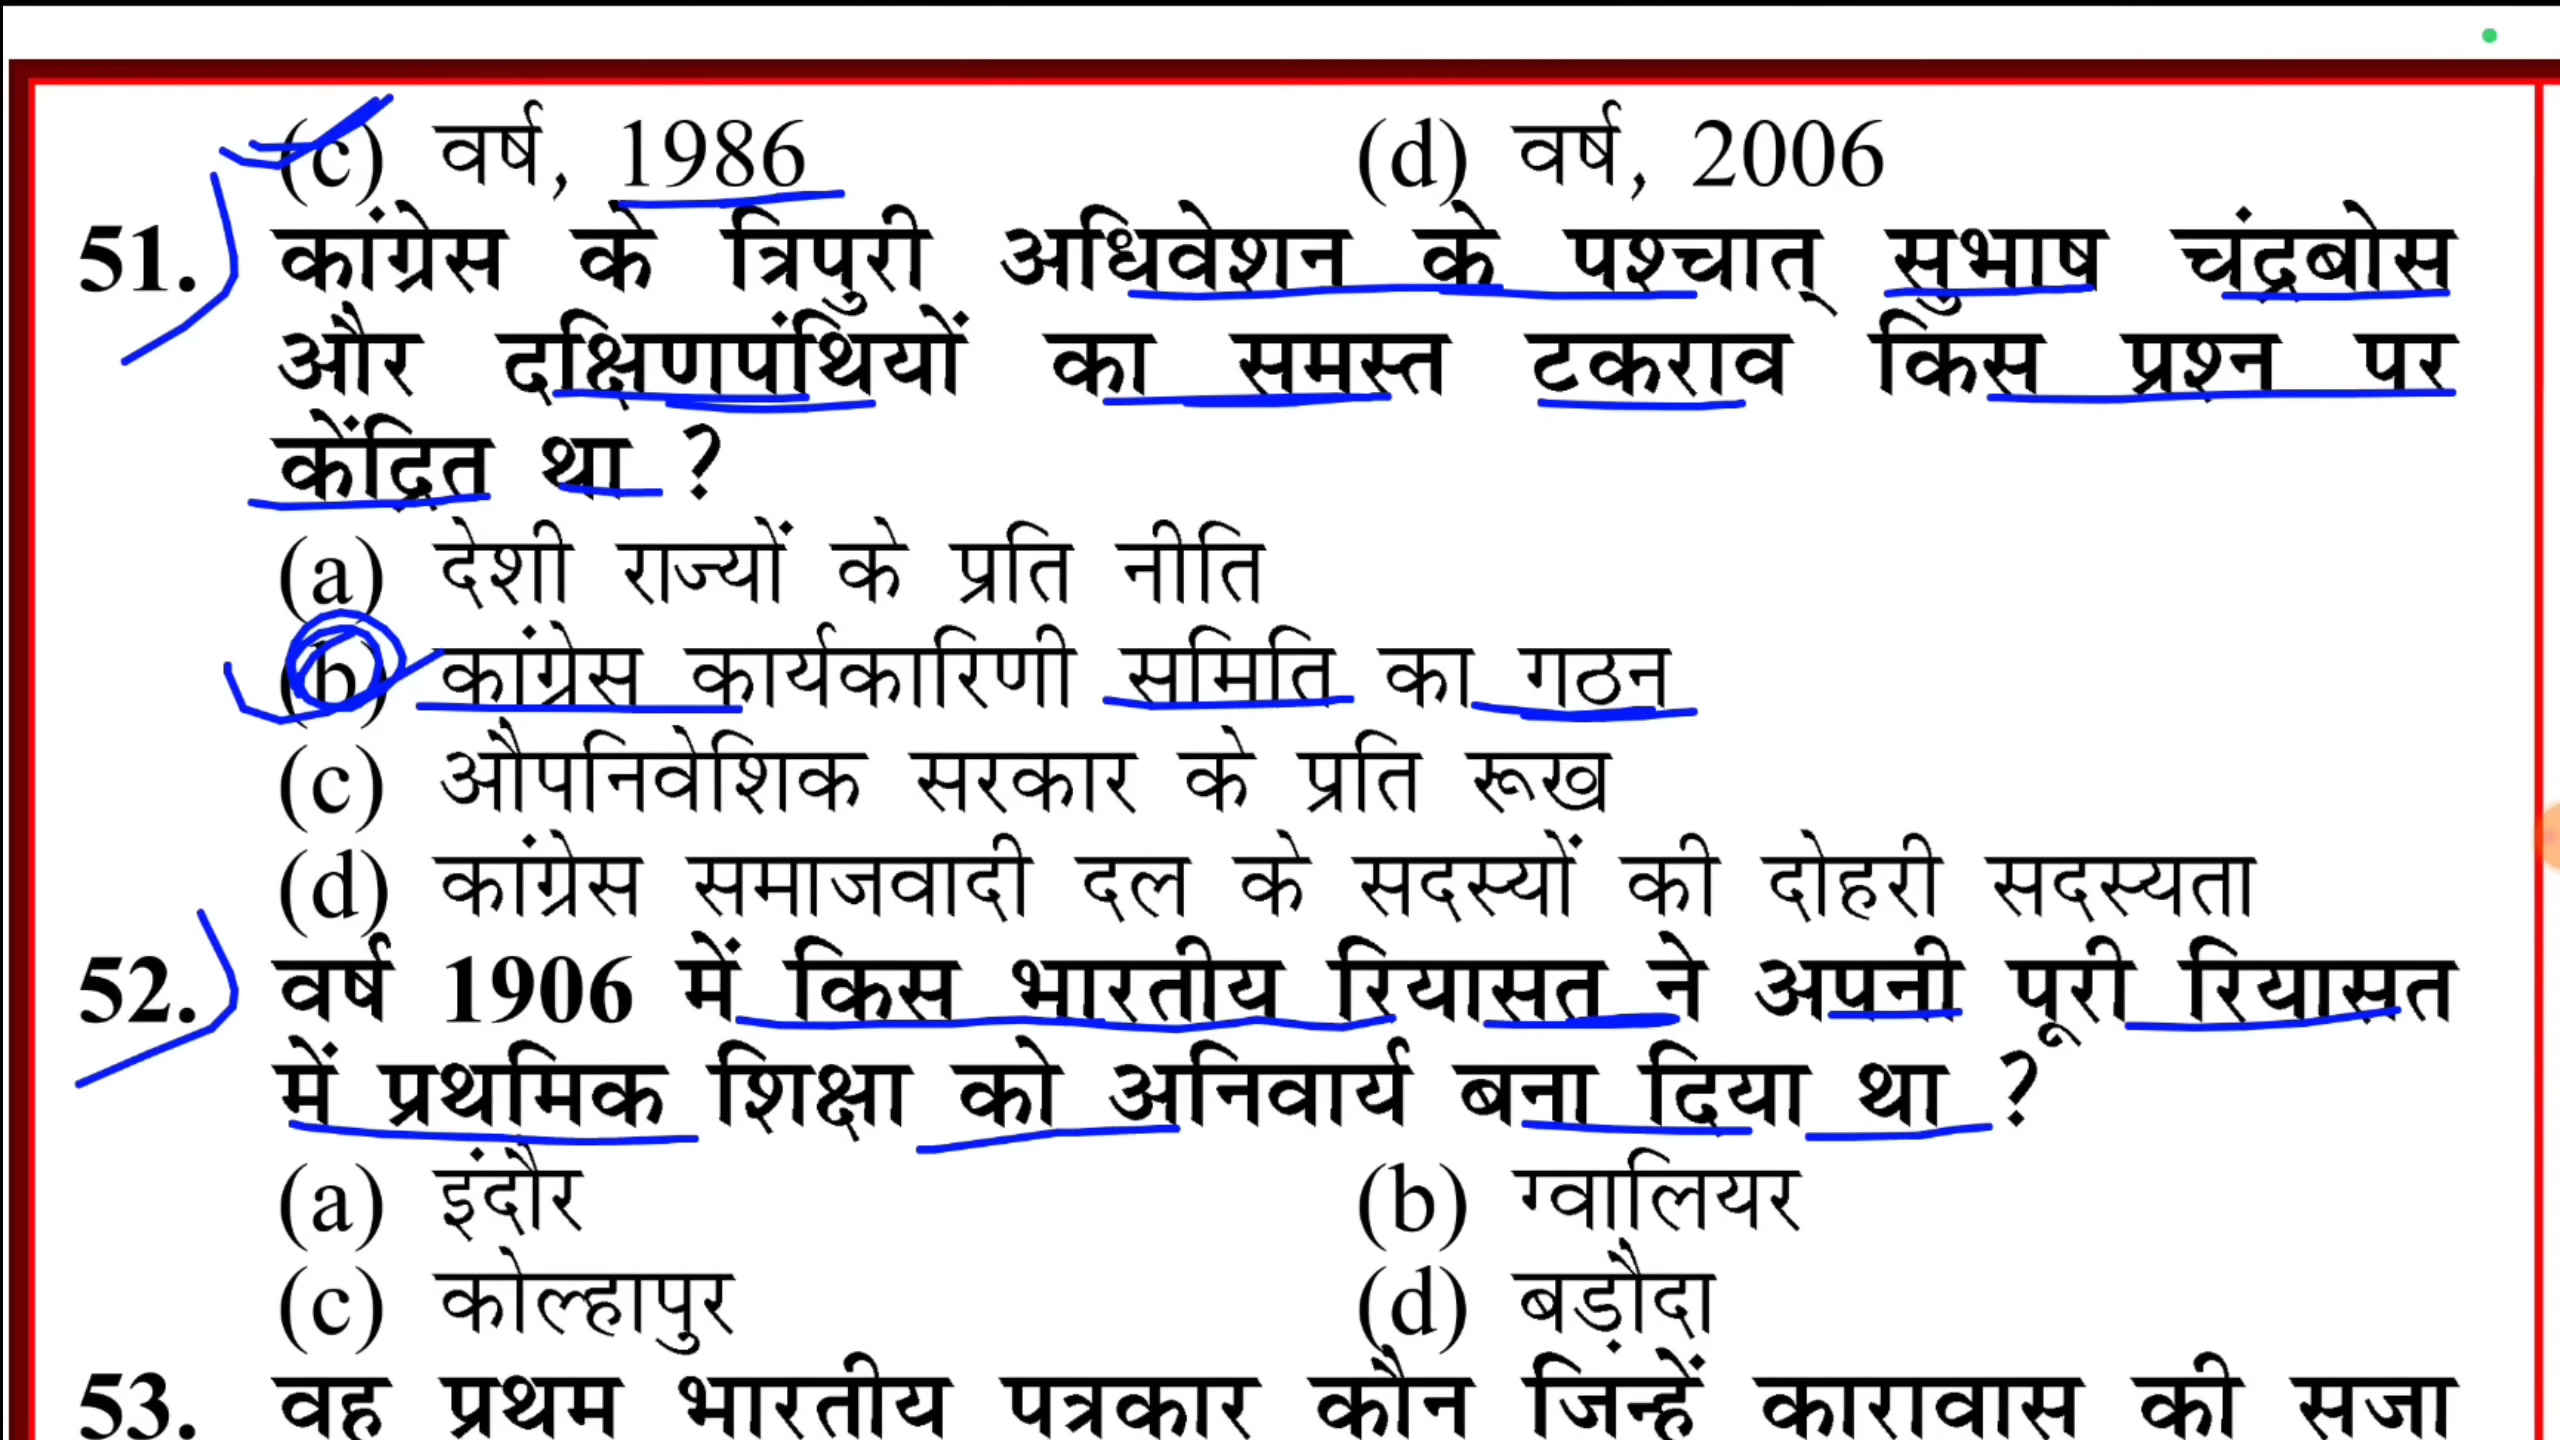 (c) वर्ष, 1986 (d) वर्ष, 2006
51. कांग्रेस के त्रिपुरी अधिवेशन के पश्चात् सुभाष चंद्रबोस
और दक्षिणपंथियों का समस्त टकराव किस प्रश्न पर
केंद्रित था ?
(a) देशी राज्यों के प्रति नीति
(b) कांग्रेस कार्यकारिणी समिति का गठन
(c) औपनिवेशिक सरकार के प्रति रूख
(d) कांग्रेस समाजवादी दल के सदस्यों की दोहरी सदस्यता
52. वर्ष 1906 में किस भारतीय रियासत ने अपनी पूरी रियासत
में प्रथमिक शिक्षा को अनिवार्य बना दिया था ?
(a) इंदौर (b) ग्वालियर
(c) कोल्हापुर (d) बड़ौदा
53. वह प्रथम भारतीय पत्रकार कौन जिन्हें कारावास की सजा